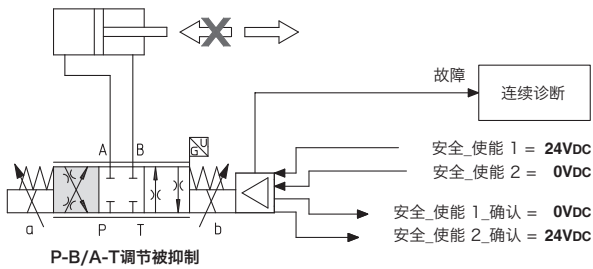 故障
连续诊断
A
B
G
U
安全_使能 1 = 24VDC
安全_使能 2 = 0VDC
a
P
T
b
安全_使能 1_确认 = 0VDC
安全_使能 2_确认 = 24VDC
P-B/A-T调节被抑制